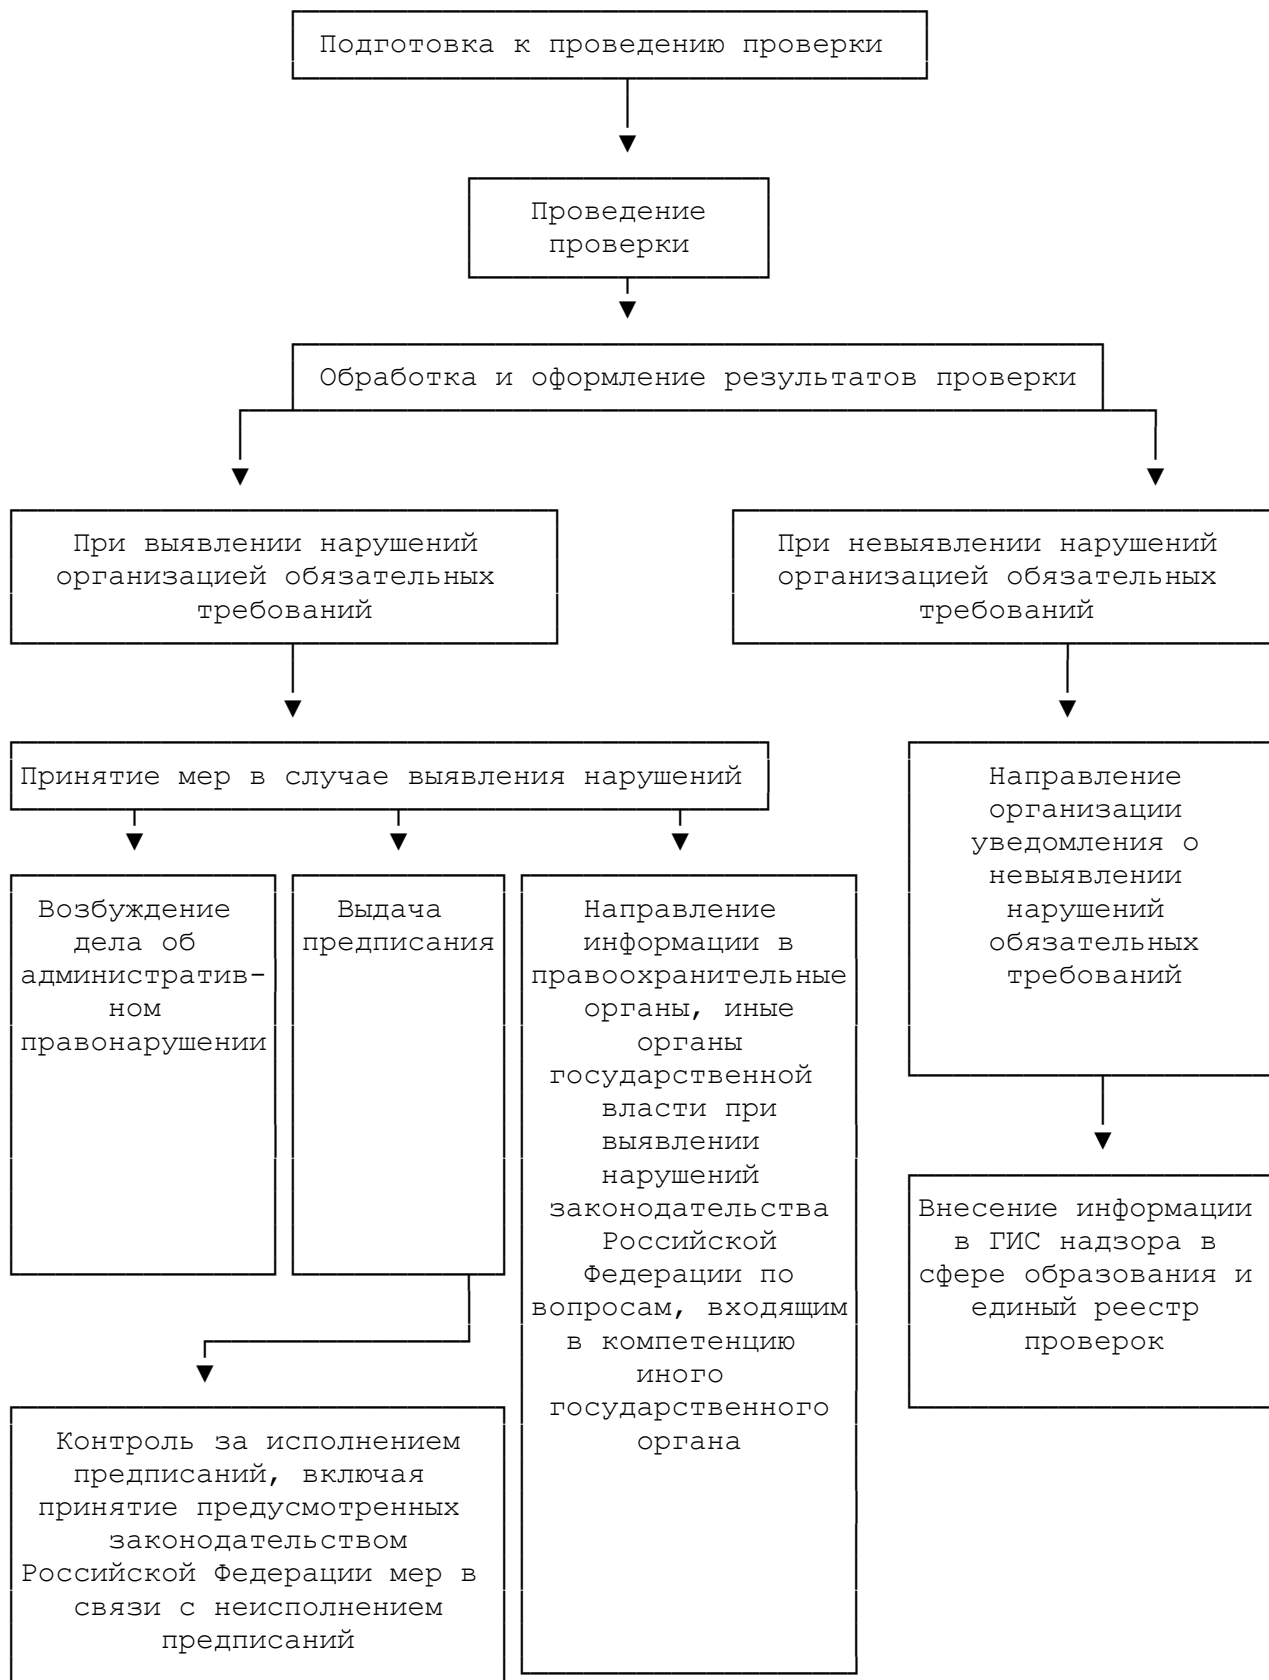 Подготовка к проведению проверки
Проведение
проверки
Обработка и оформление результатов проверки
При выявлении нарушений
организацией обязательных
требований
При невыявлении нарушений
организацией обязательных
требований
Принятие мер в случае выявления нарушений
Направление
организации
уведомления о
невыявлении
нарушений
обязательных
требований
Возбуждение
дела об
административ-
ном
правонарушении
Выдача
предписания
Направление
информации в
правоохранительные
органы, иные
органы
государственной
власти при
выявлении
нарушений
законодательства
Российской
Федерации по
вопросам, входящим
в компетенцию
иного
государственного
органа
Внесение информации
в ГИС надзора в
сфере образования и
единый реестр
проверок
Контроль за исполнением
предписаний, включая
принятие предусмотренных
законодательством
Российской Федерации мер в
связи с неисполнением
предписаний